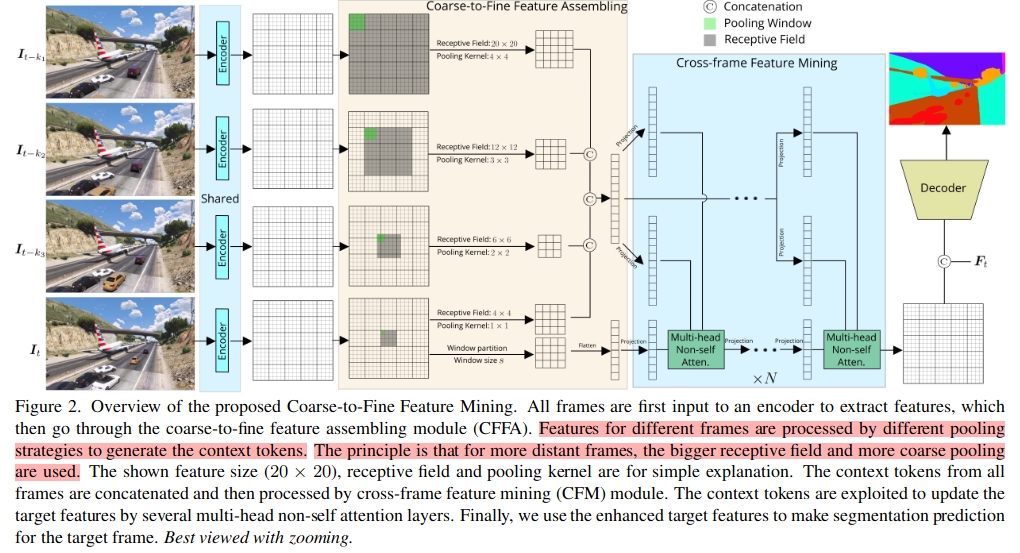 Coarse-to-Fine Feature Assembling
C Concatenation
Pooling Window
Receptive Field
I_{t-k_1}
Encoder
Receptive Field: 20 × 20
Pooling Kernel: 4 × 4
Cross-frame Feature Mining
I_{t-k_2}
Encoder
Receptive Field: 12 × 12
Pooling Kernel: 3 × 3
C
Projection
Projection
Shared
C
...
Decoder
I_{t-k_3}
Encoder
Receptive Field: 6 × 6
Pooling Kernel: 2 × 2
C
Projection
Projection
C
F_t
I_t
Encoder
Receptive Field: 4 × 4
Pooling Kernel: 1 × 1
Window partition
Window size s
Flatten
Projection
Multi-head
Non-self
Atten.
Projection
...
Projection
Multi-head
Non-self
Atten.
×N
Figure 2. Overview of the proposed Coarse-to-Fine Feature Mining. All frames are first input to an encoder to extract features, which
then go through the coarse-to-fine feature assembling module (CFFA). Features for different frames are processed by different pooling
strategies to generate the context tokens. The principle is that for more distant frames, the bigger receptive field and more coarse pooling
are used. The shown feature size (20 × 20), receptive field and pooling kernel are for simple explanation. The context tokens from all
frames are concatenated and then processed by cross-frame feature mining (CFM) module. The context tokens are exploited to update the
target features by several multi-head non-self attention layers. Finally, we use the enhanced target features to make segmentation prediction
for the target frame. Best viewed with zooming.